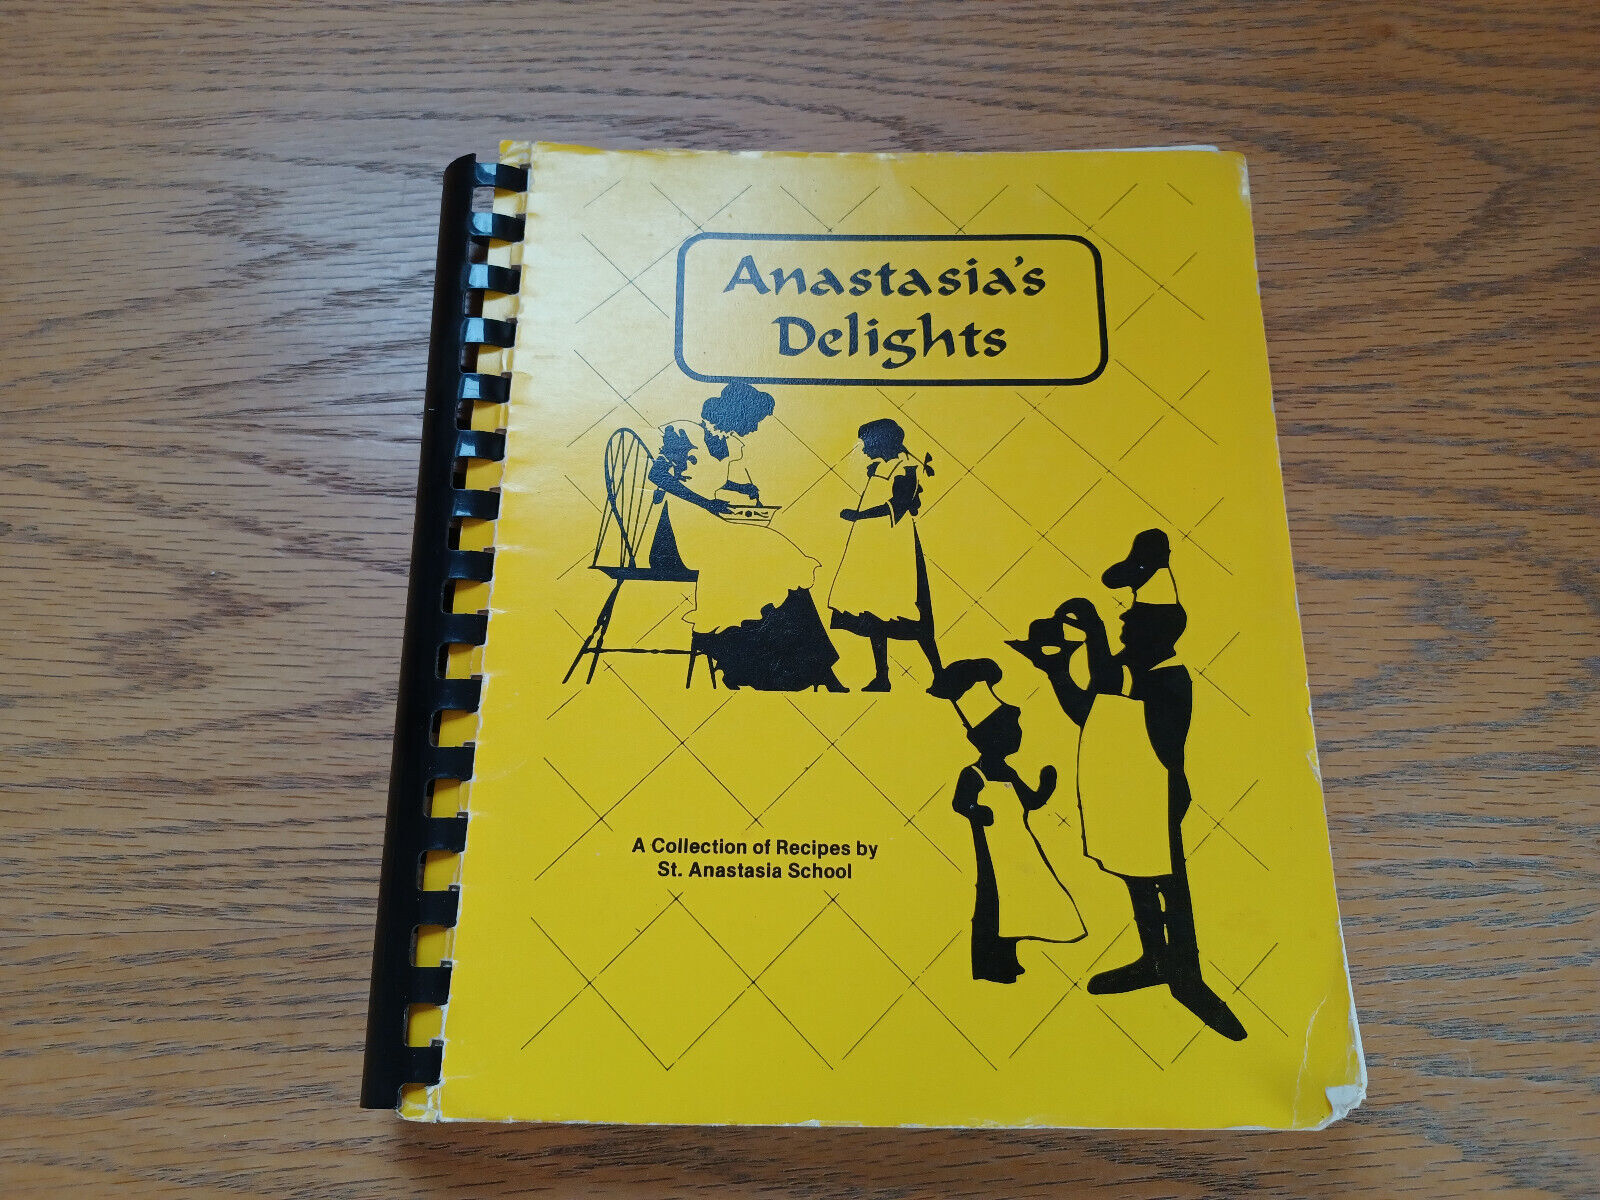 Anastasia's
Delights
A Collection of Recipes by
St. Anastasia School